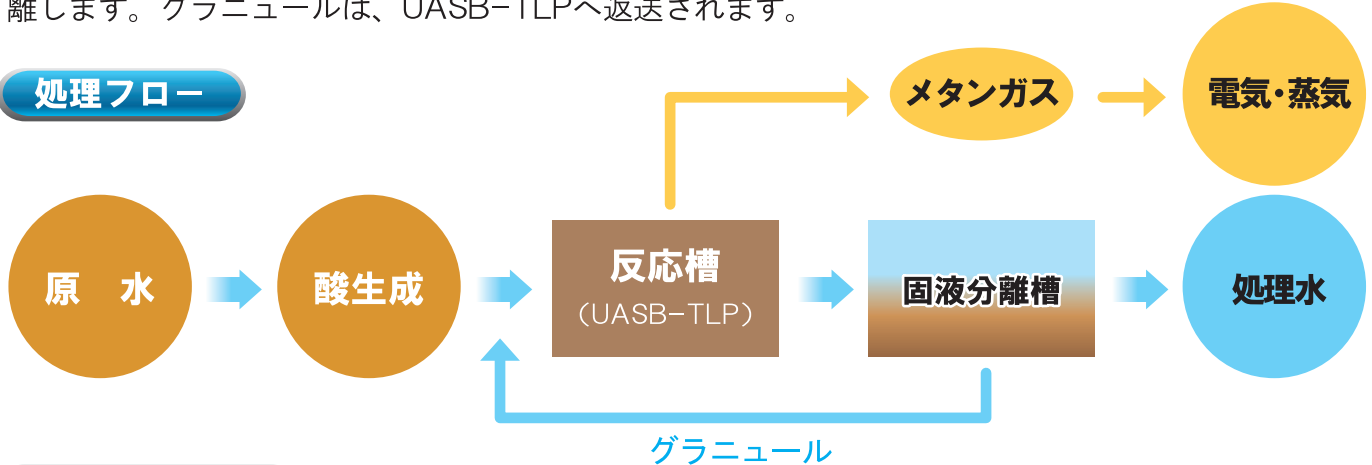 離します。グラニュールは、UASB-TLPへ返送されます。
処理フロー
メタンガス
電気・蒸気
原　水
酸生成
反応槽
（UASB-TLP）
固液分離槽
処理水
グラニュール